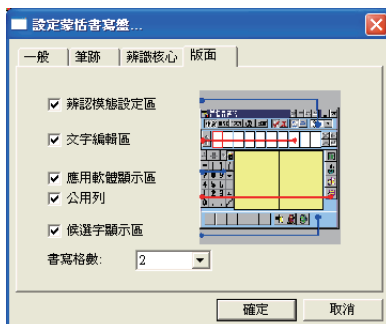 設定蒙恬書寫盤...
一般 筆跡 辨識核心 版面
辨認模態設定區
文字編輯區
應用軟體顯示區
公用列
候選字顯示區
書寫格數: 2
確定 取消